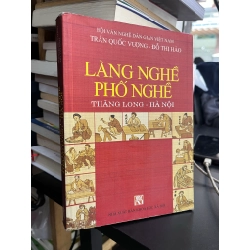 HỘI VĂN NGHỆ DÂN GIAN VIỆT NAM
TRẦN QUỐC VƯỢNG - ĐỖ THỊ HẢO
LÀNG NGHỀ
PHỐ NGHỀ
THĂNG LONG - HÀ NỘI